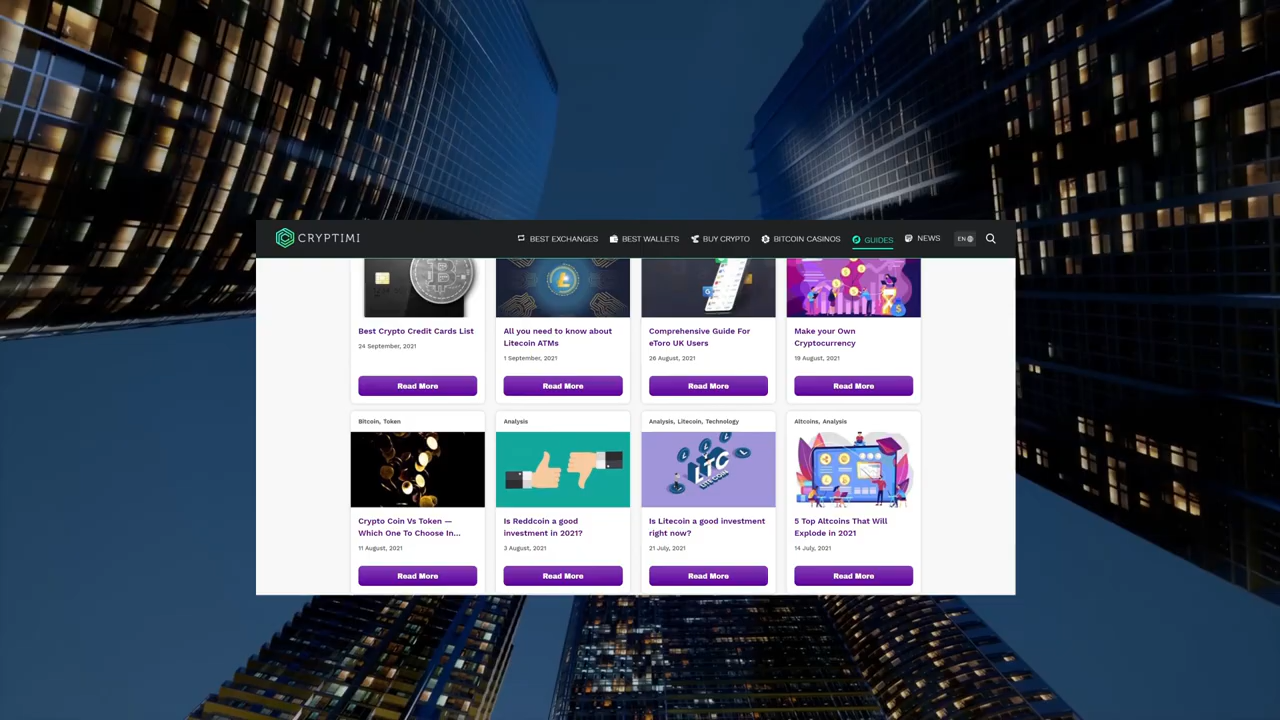 CRYPTIMI
BEST EXCHANGES
BEST WALLETS
BUY CRYPTO
BITCOIN CASINOS
GUIDES
NEWS
EN
Best Crypto Credit Cards List
24 September, 2021
Read More
All you need to know about
Litecoin ATMs
1 September, 2021
Read More
Comprehensive Guide For
eToro UK Users
26 August, 2021
Read More
Make your Own
Cryptocurrency
19 August, 2021
Read More
Bitcoin, Token
Crypto Coin Vs Token —
Which One To Choose In...
11 August, 2021
Read More
Analysis
Is Reddcoin a good
investment in 2021?
3 August, 2021
Read More
Analysis, Litecoin, Technology
LTC
LITECOIN
Is Litecoin a good investment
right now?
21 July, 2021
Read More
Altcoins, Analysis
5 Top Altcoins That Will
Explode in 2021
14 July, 2021
Read More